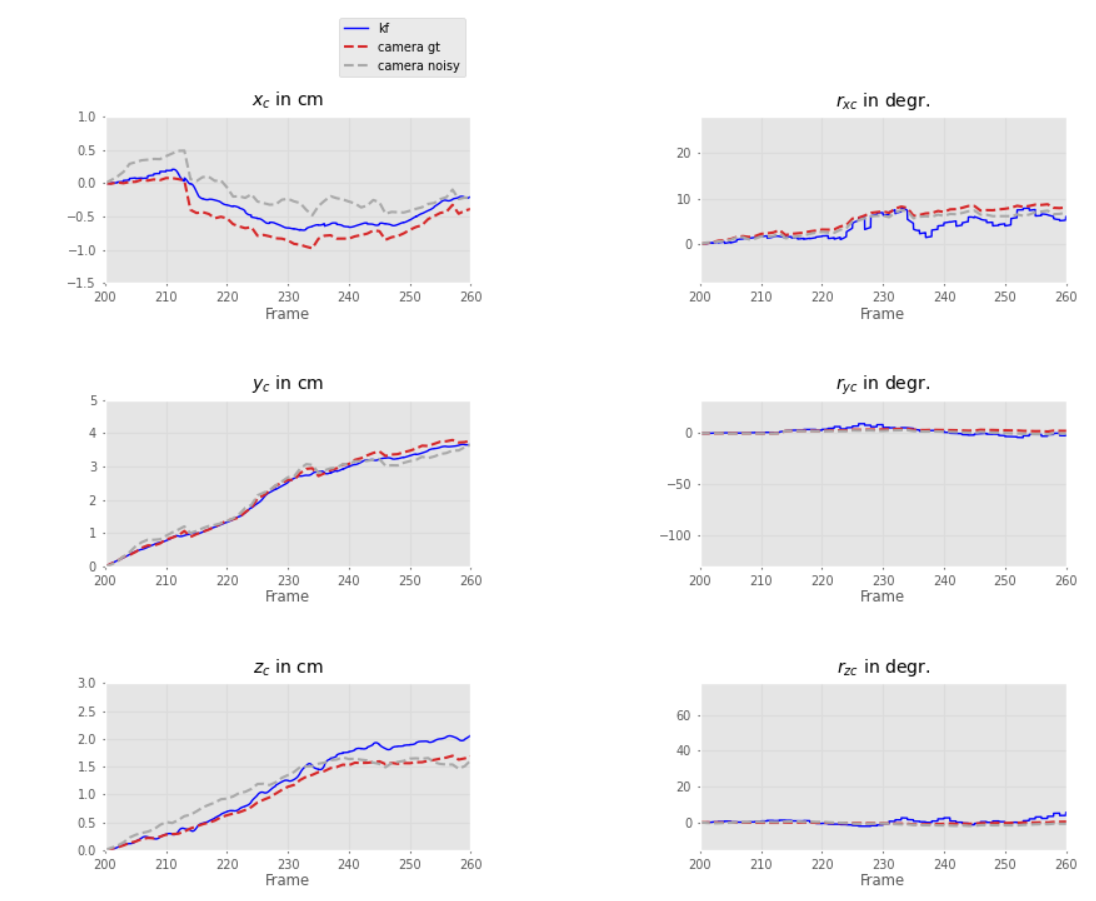 kf
camera gt
camera noisy
x_c in cm
1.0
0.5
0.0
−0.5
−1.0
−1.5
200 210 220 230 240 250 260
Frame
r_xc in degr.
20
10
0
200 210 220 230 240 250 260
Frame
y_c in cm
5
4
3
2
1
0
200 210 220 230 240 250 260
Frame
r_yc in degr.
0
−50
−100
200 210 220 230 240 250 260
Frame
z_c in cm
3.0
2.5
2.0
1.5
1.0
0.5
0.0
200 210 220 230 240 250 260
Frame
r_zc in degr.
60
40
20
0
200 210 220 230 240 250 260
Frame